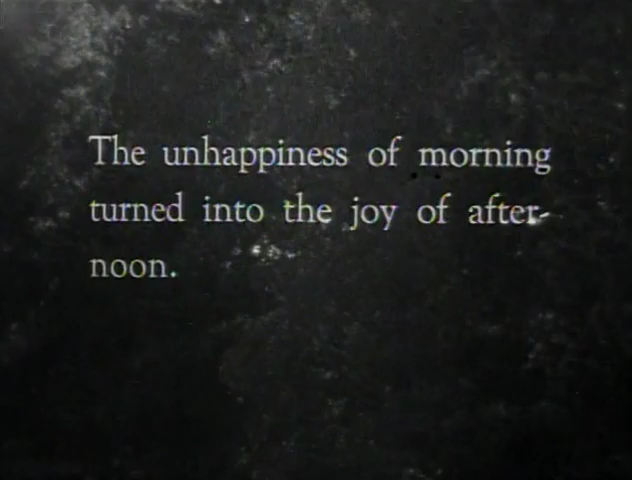 The unhappiness of morning
turned into the joy of after-
noon.